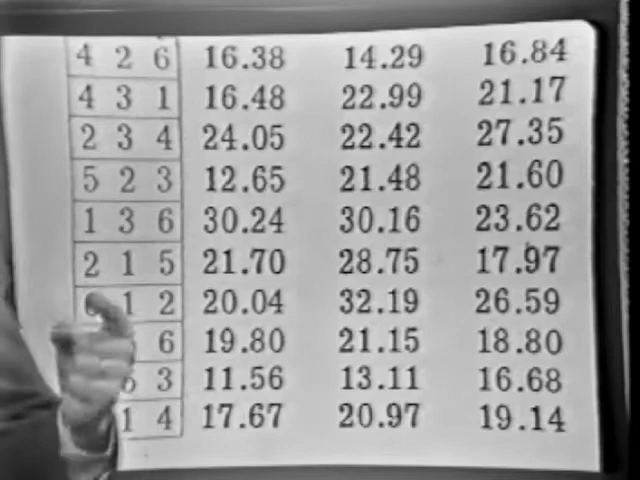 4 2 6 16.38 14.29 16.84
4 3 1 16.48 22.99 21.17
2 3 4 24.05 22.42 27.35
5 2 3 12.65 21.48 21.60
1 3 6 30.24 30.16 23.62
2 1 5 21.70 28.75 17.97
1 2 20.04 32.19 26.59
6 19.80 21.15 18.80
3 11.56 13.11 16.68
1 4 17.67 20.97 19.14